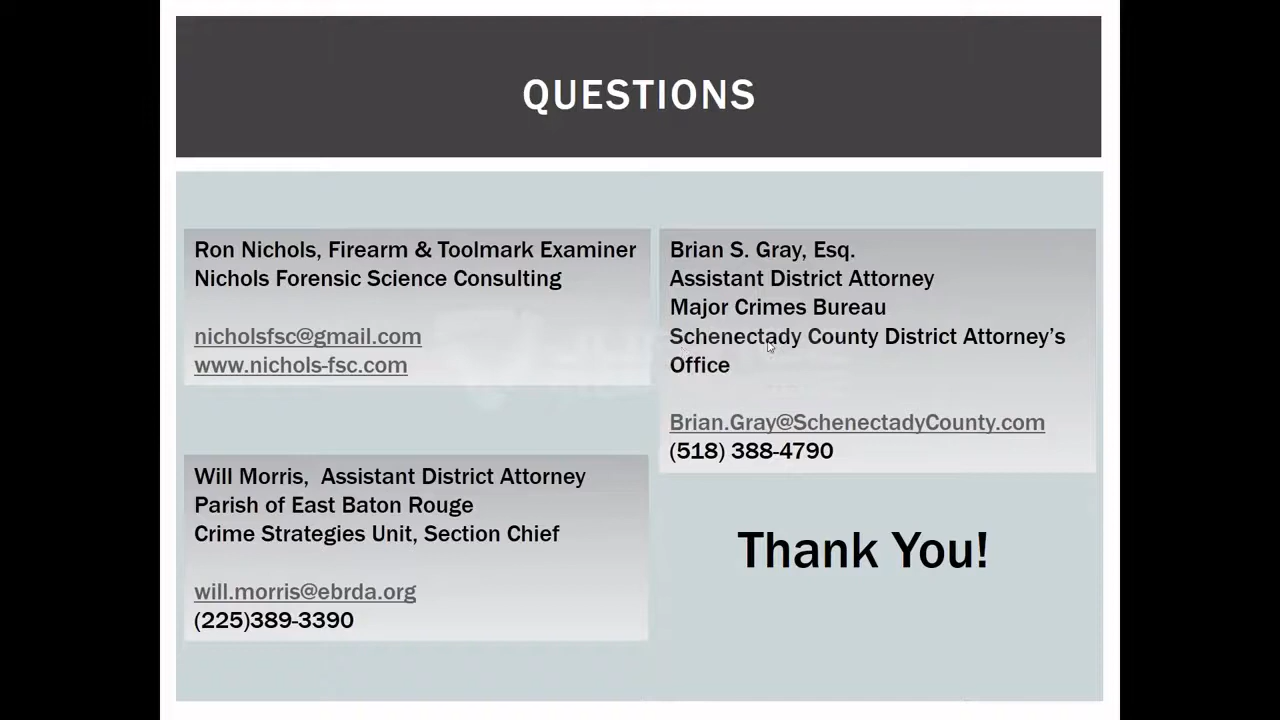 QUESTIONS
Ron Nichols, Firearm & Toolmark Examiner
Nichols Forensic Science Consulting
nicholsfsc@gmail.com
www.nichols-fsc.com
Will Morris,  Assistant District Attorney
Parish of East Baton Rouge
Crime Strategies Unit, Section Chief
will.morris@ebrda.org
(225)389-3390
Brian S. Gray, Esq.
Assistant District Attorney
Major Crimes Bureau
Schenectady County District Attorney’s
Office
Brian.Gray@SchenectadyCounty.com
(518) 388-4790
Thank You!